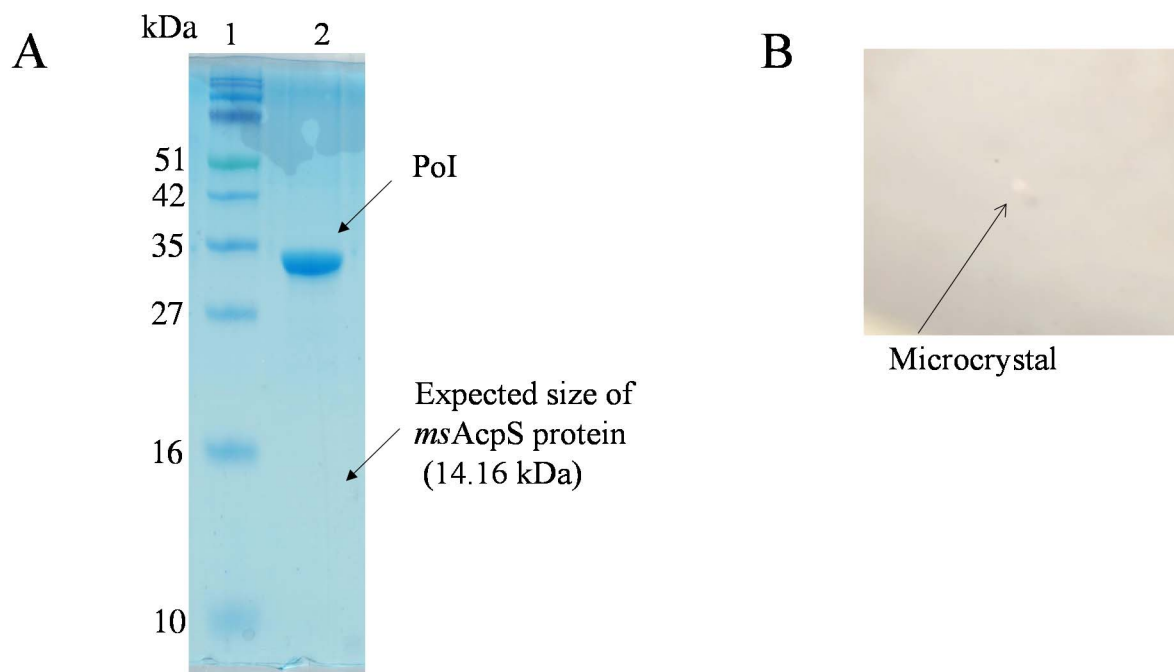 A
kDa
1
2
51
42
35
27
16
10
PoI
Expected size of
msAcpS protein
(14.16 kDa)
B
Microcrystal